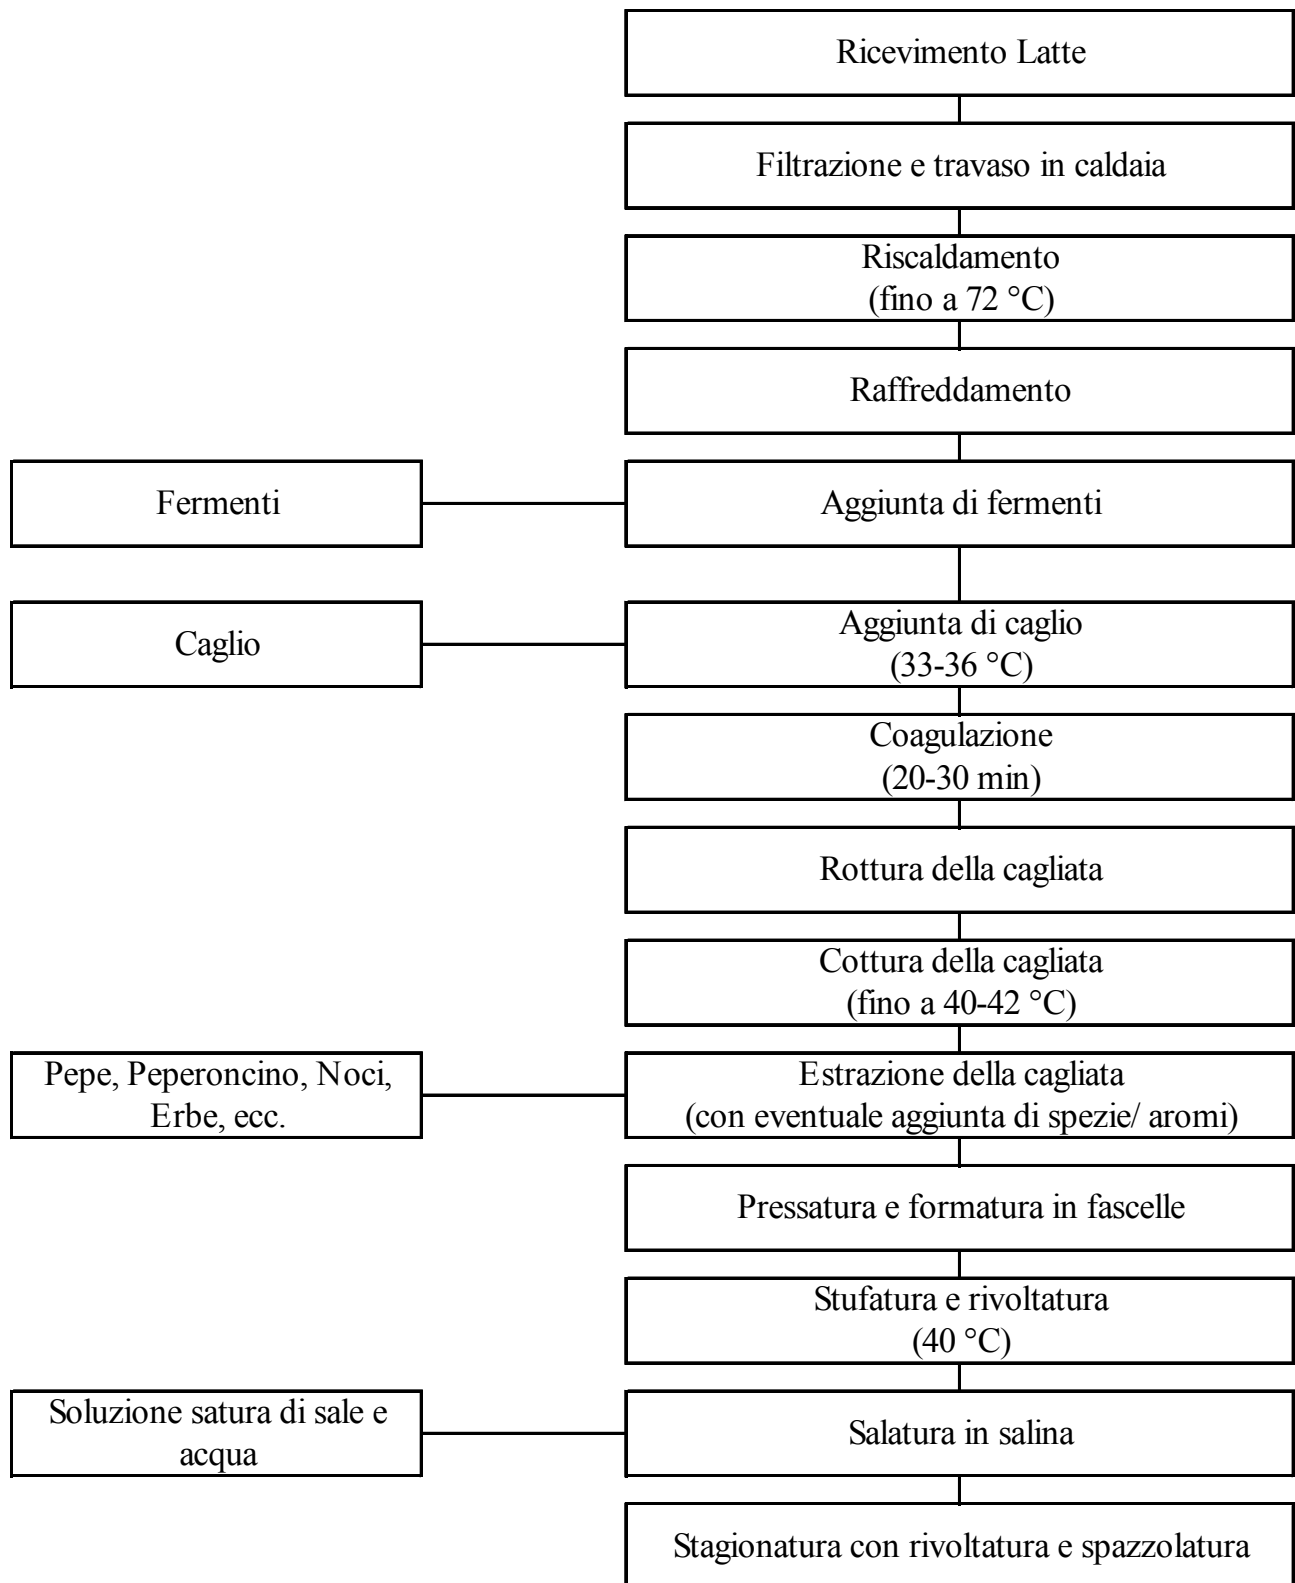 Ricevimento Latte
Filtrazione e travaso in caldaia
Riscaldamento
(fino a 72 °C)
Raffreddamento
Fermenti
Aggiunta di fermenti
Caglio
Aggiunta di caglio
(33-36 °C)
Coagulazione
(20-30 min)
Rottura della cagliata
Cottura della cagliata
(fino a 40-42 °C)
Pepe, Peperoncino, Noci,
Erbe, ecc.
Estrazione della cagliata
(con eventuale aggiunta di spezie/ aromi)
Pressatura e formatura in fascelle
Stufatura e rivoltatura
(40 °C)
Soluzione satura di sale e
acqua
Salatura in salina
Stagionatura con rivoltatura e spazzolatura